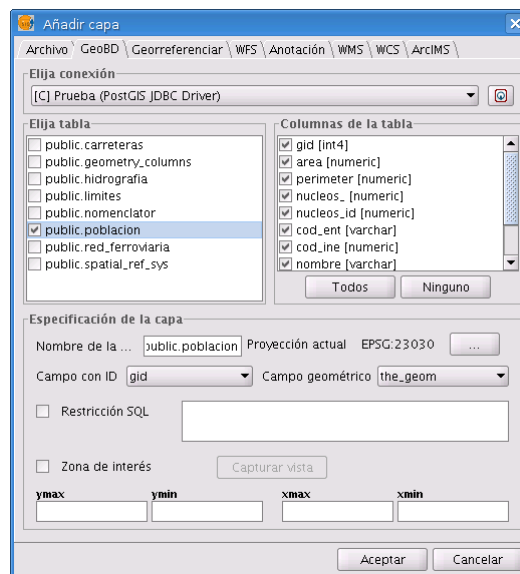 Añadir capa
Archivo GeoBD Georreferenciar WFS Anotación WMS WCS ArcIMS
Elija conexión
[C] Prueba (PostGIS JDBC Driver)
Elija tabla
public.carreteras
public.geometry_columns
public.hidrografia
public.limites
public.nomenclator
public.poblacion
public.red_ferroviaria
public.spatial_ref_sys
Columnas de la tabla
gid [int4]
area [numeric]
perimeter [numeric]
nucleos_ [numeric]
nucleos_id [numeric]
cod_ent [varchar]
cod_ine [numeric]
nombre [varchar]
Todos Ninguno
Especificación de la capa
Nombre de la ... public.poblacion Proyección actual EPSG:23030 ...
Campo con ID gid Campo geométrico the_geom
Restricción SQL
Zona de interés Capturar vista
ymax ymin xmax xmin
Aceptar Cancelar